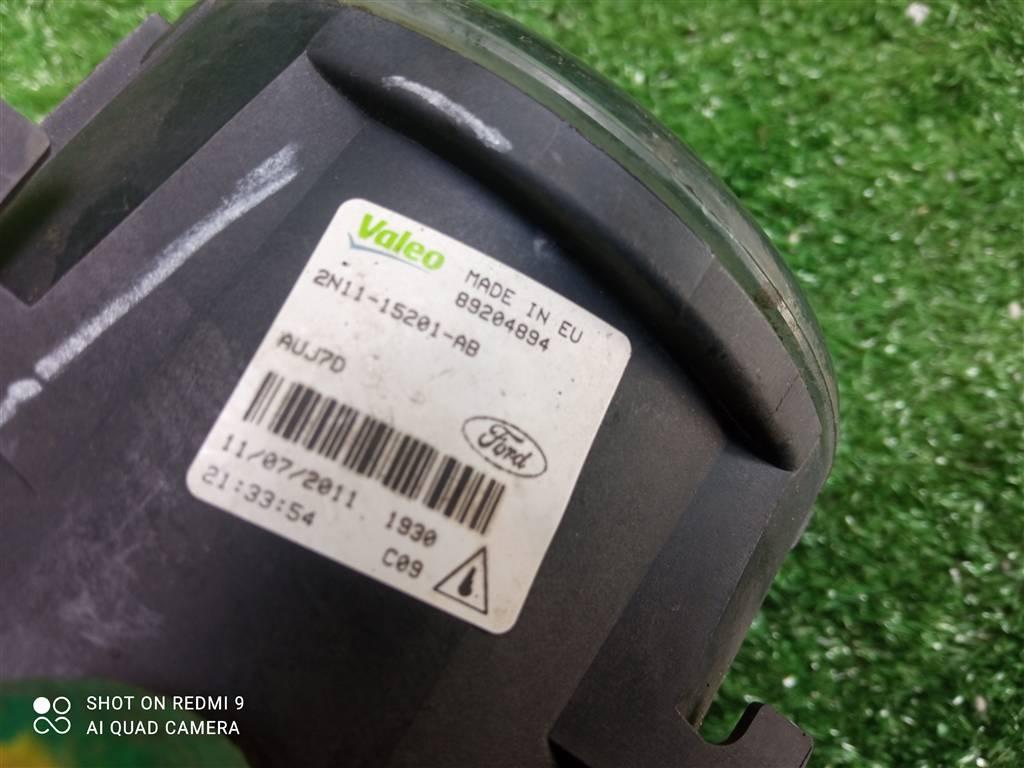 Valeo
MADE IN EU
89204894
2N11-15201-AB
AUJ7D
Ford
11/07/2011 1930
21:33:54
C09
SHOT ON REDMI 9
AI QUAD CAMERA